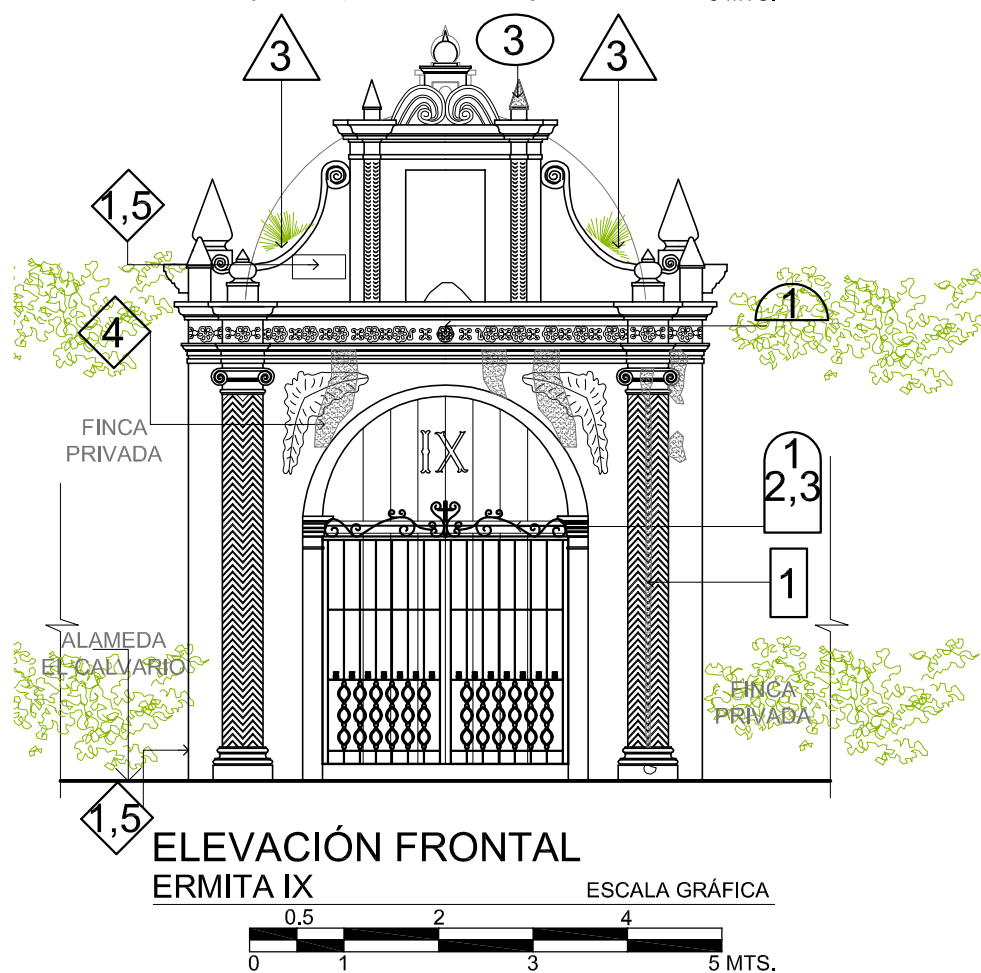 3
3
3
1,5
1
4
FINCA
PRIVADA
IX
1
2,3
1
ALAMEDA
EL CALVARIO
FINCA
PRIVADA
1,5
ELEVACIÓN FRONTAL
ERMITA IX
ESCALA GRÁFICA
0.5 2 4
0 1 3 5 MTS.